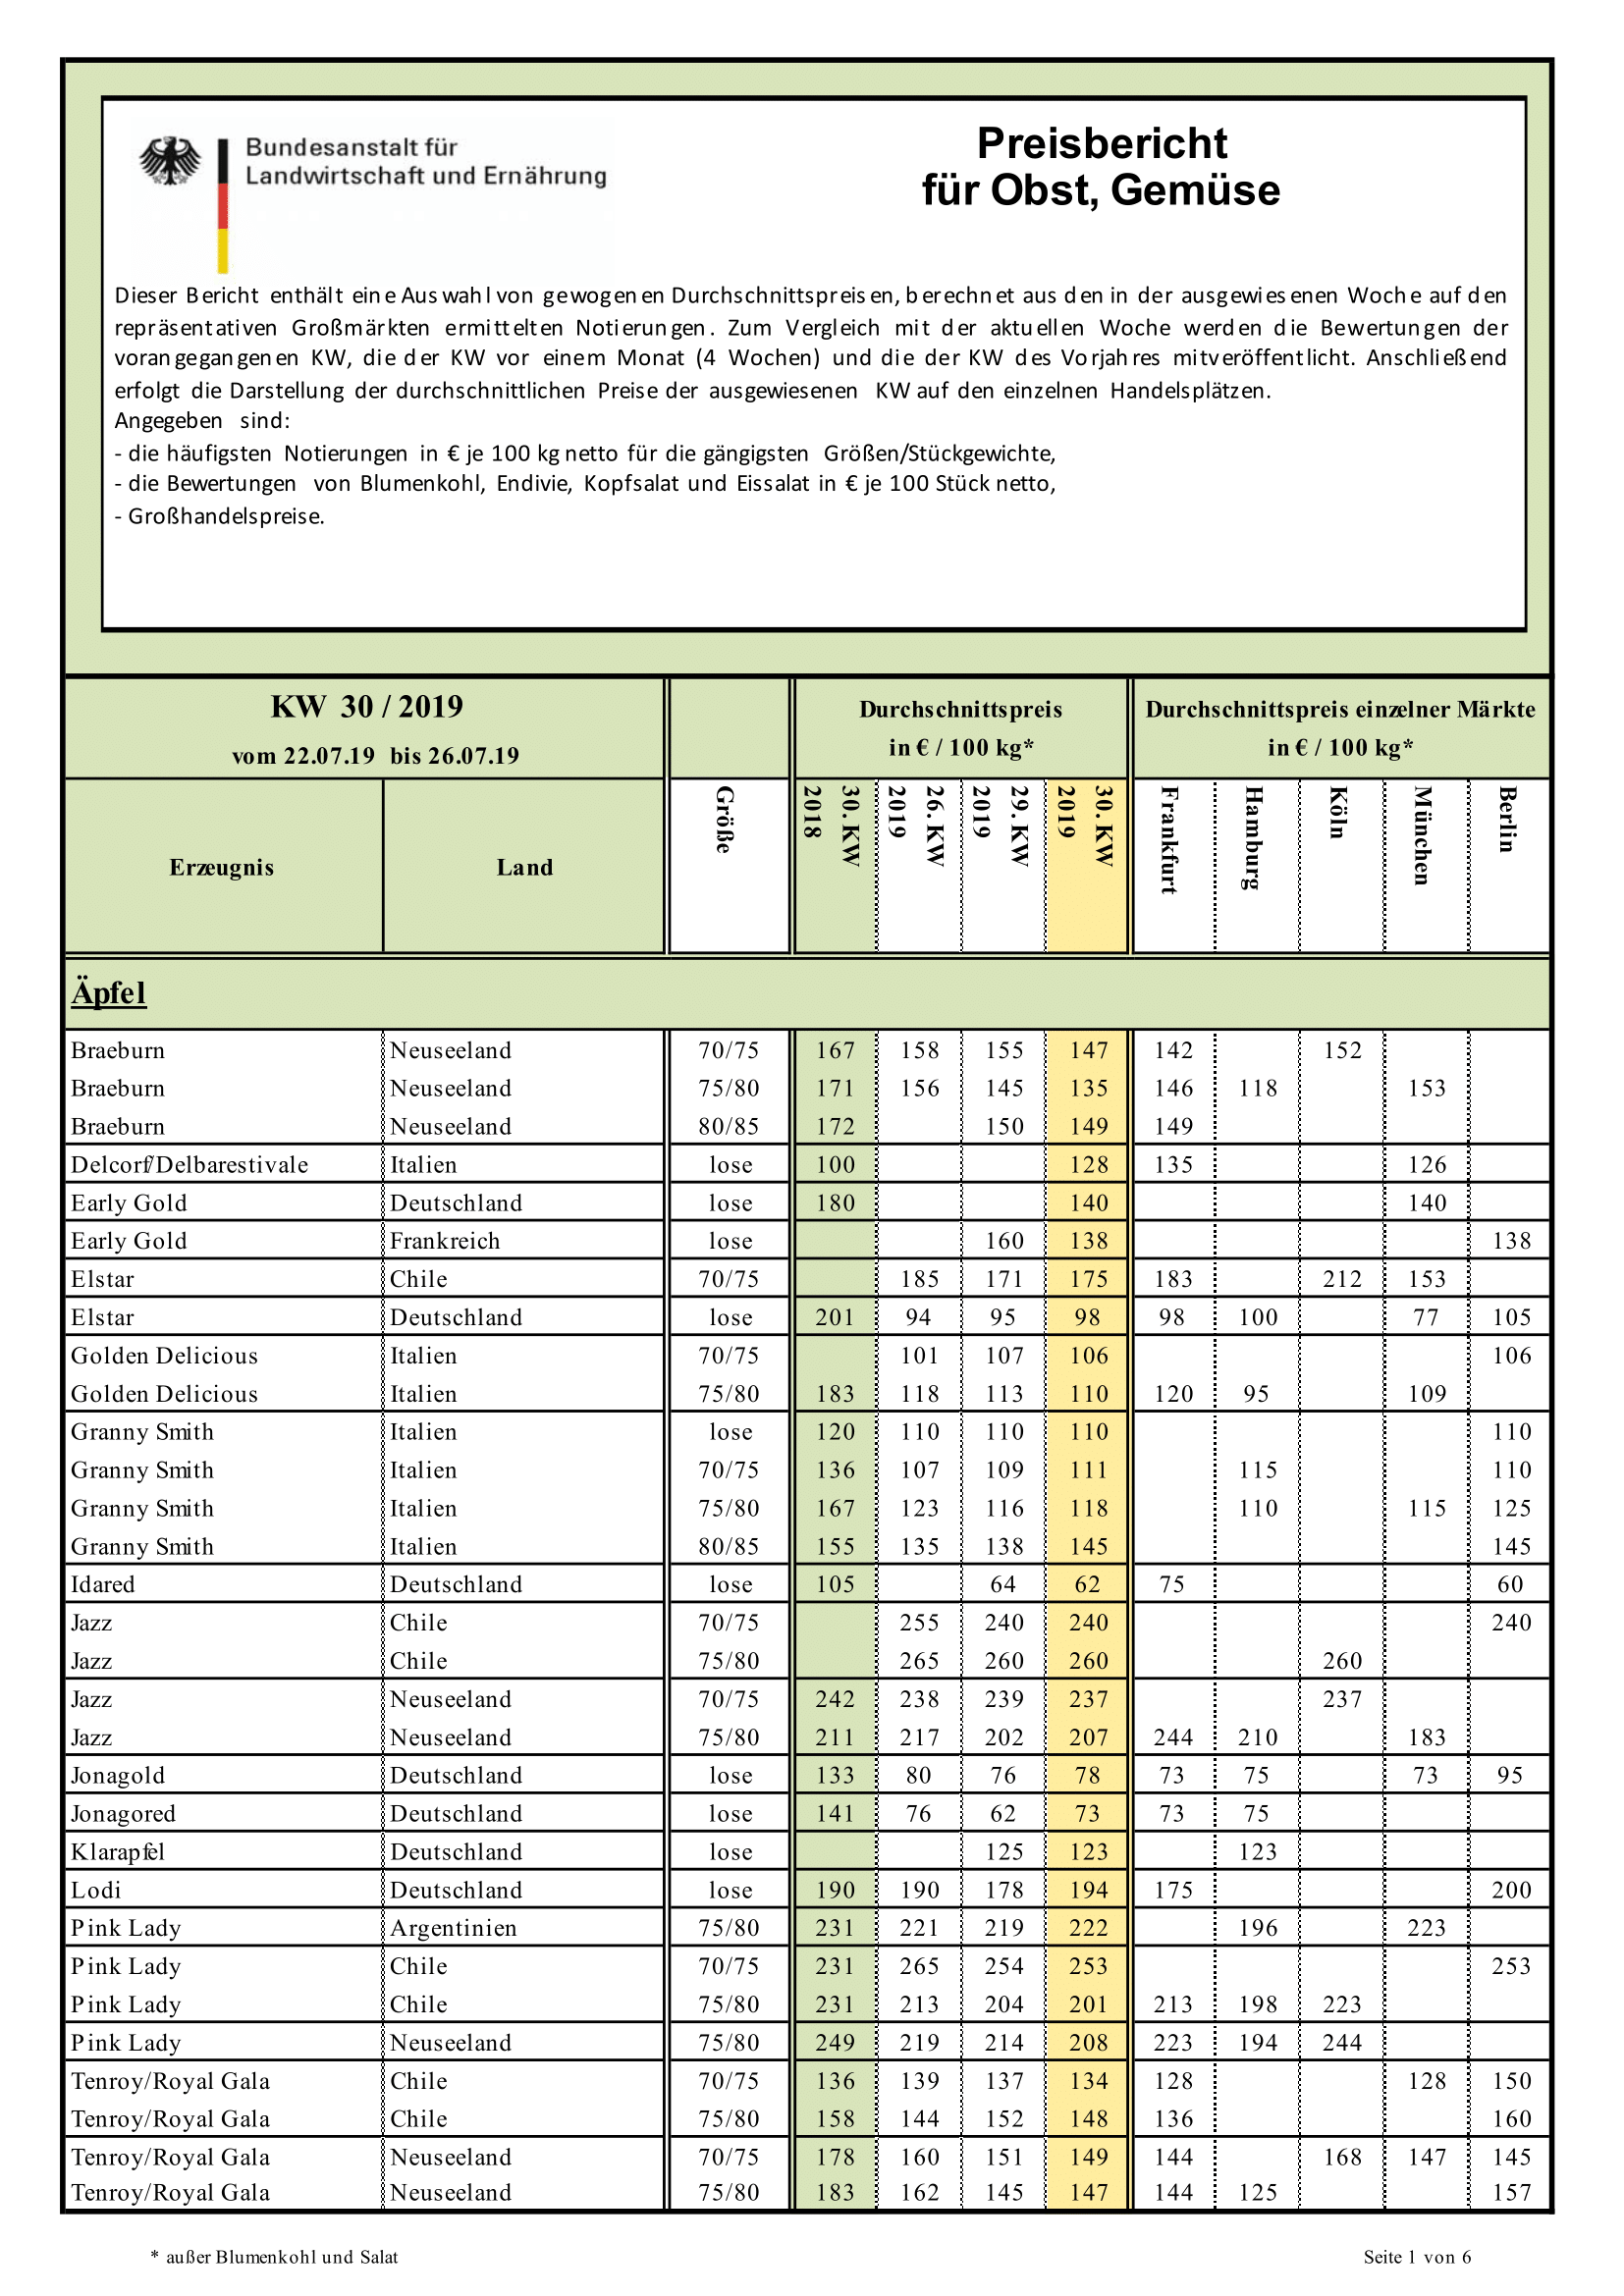 Bundesanstalt für
Landwirtschaft und Ernährung
Preisbericht
für Obst, Gemüse
Dieser Bericht enthält eine Auswahl von gewogenen Durchschnittspreisen, berechnet aus den in der ausgewiesenen Woche auf den
repräsentativen Großmärkten ermittelten Notierungen. Zum Vergleich mit der aktuellen Woche werden die Bewertungen der
vorangegangenen KW, die der KW vor einem Monat (4 Wochen) und die der KW des Vorjahres mitveröffentlicht. Anschließend
erfolgt die Darstellung der durchschnittlichen Preise der ausgewiesenen KW auf den einzelnen Handelsplätzen.
Angegeben sind:
- die häufigsten Notierungen in € je 100 kg netto für die gängigsten Größen/Stückgewichte,
- die Bewertungen von Blumenkohl, Endivie, Kopfsalat und Eissalat in € je 100 Stück netto,
- Großhandelspreise.
KW 30 / 2019
vom 22.07.19 bis 26.07.19
Durchschnittspreis
in € / 100 kg*
Durchschnittspreis einzelner Märkte
in € / 100 kg*
Erzeugnis
Land
Größe
30. KW
2018
26. KW
2019
29. KW
2019
30. KW
2019
Frankfurt
Hamburg
Köln
München
Berlin
Äpfel
Braeburn Neuseeland 70/75 167 158 155 147 142 152
Braeburn Neuseeland 75/80 171 156 145 135 146 118 153
Braeburn Neuseeland 80/85 172 150 149 149
Delcorf/Delbarestivale Italien lose 100 128 135 126
Early Gold Deutschland lose 180 140 140
Early Gold Frankreich lose 160 138 138
Elstar Chile 70/75 185 171 175 183 212 153
Elstar Deutschland lose 201 94 95 98 98 100 77 105
Golden Delicious Italien 70/75 101 107 106 106
Golden Delicious Italien 75/80 183 118 113 110 120 95 109
Granny Smith Italien lose 120 110 110 110 110
Granny Smith Italien 70/75 136 107 109 111 115 110
Granny Smith Italien 75/80 167 123 116 118 110 115 125
Granny Smith Italien 80/85 155 135 138 145 145
Idared Deutschland lose 105 64 62 75 60
Jazz Chile 70/75 255 240 240 240
Jazz Chile 75/80 265 260 260 260
Jazz Neuseeland 70/75 242 238 239 237 237
Jazz Neuseeland 75/80 211 217 202 207 244 210 183
Jonagold Deutschland lose 133 80 76 78 73 75 73 95
Jonagored Deutschland lose 141 76 62 73 73 75
Klarapfel Deutschland lose 125 123 123
Lodi Deutschland lose 190 190 178 194 175 200
Pink Lady Argentinien 75/80 231 221 219 222 196 223
Pink Lady Chile 70/75 231 265 254 253 253
Pink Lady Chile 75/80 231 213 204 201 213 198 223
Pink Lady Neuseeland 75/80 249 219 214 208 223 194 244
Tenroy/Royal Gala Chile 70/75 136 139 137 134 128 128 150
Tenroy/Royal Gala Chile 75/80 158 144 152 148 136 160
Tenroy/Royal Gala Neuseeland 70/75 178 160 151 149 144 168 147 145
Tenroy/Royal Gala Neuseeland 75/80 183 162 145 147 144 125 157
* außer Blumenkohl und Salat
Seite 1 von 6